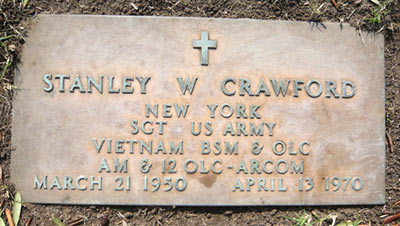 STANLEY W CRAWFORD
NEW YORK
SGT US ARMY
VIETNAM BSM & OLC
AM & 12 OLC-ARCOM
MARCH 21 1950 APRIL 13 1970